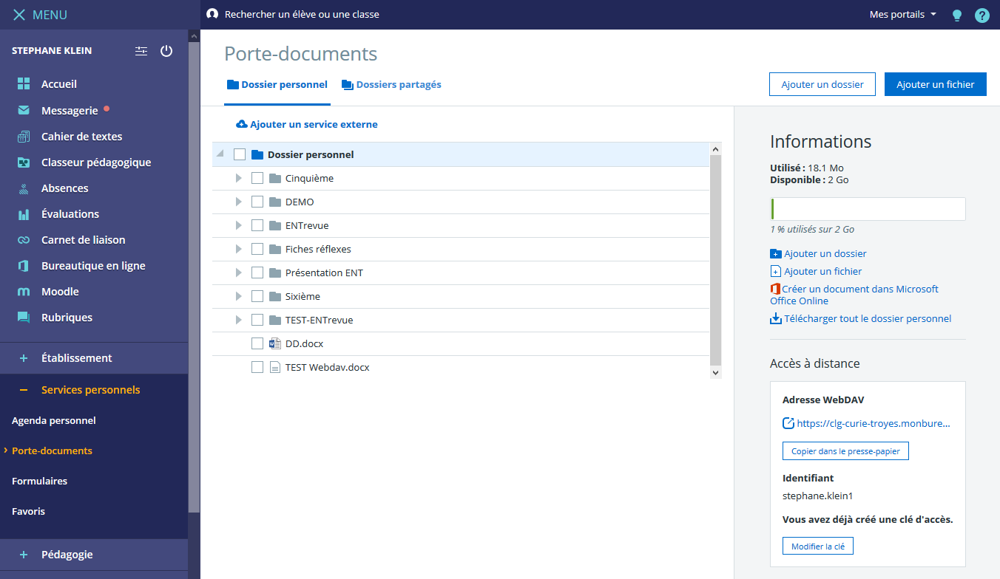 MENU
Rechercher un élève ou une classe
Mes portails
?
STEPHANE KLEIN
Accueil
Messagerie
Cahier de textes
Classeur pédagogique
Absences
Évaluations
Carnet de liaison
Bureautique en ligne
Moodle
Rubriques
+ Établissement
– Services personnels
Agenda personnel
› Porte-documents
Formulaires
Favoris
+ Pédagogie
Porte-documents
Dossier personnel
Dossiers partagés
Ajouter un dossier
Ajouter un fichier
Ajouter un service externe
Dossier personnel
Cinquième
DEMO
ENTrevue
Fiches réflexes
Présentation ENT
Sixième
TEST-ENTrevue
DD.docx
TEST Webdav.docx
Informations
Utilisé : 18.1 Mo
Disponible : 2 Go
1 % utilisés sur 2 Go
Ajouter un dossier
Ajouter un fichier
Créer un document dans Microsoft
Office Online
Télécharger tout le dossier personnel
Accès à distance
Adresse WebDAV
https://clg-curie-troyes.monbure...
Copier dans le presse-papier
Identifiant
stephane.klein1
Vous avez déjà créé une clé d'accès.
Modifier la clé